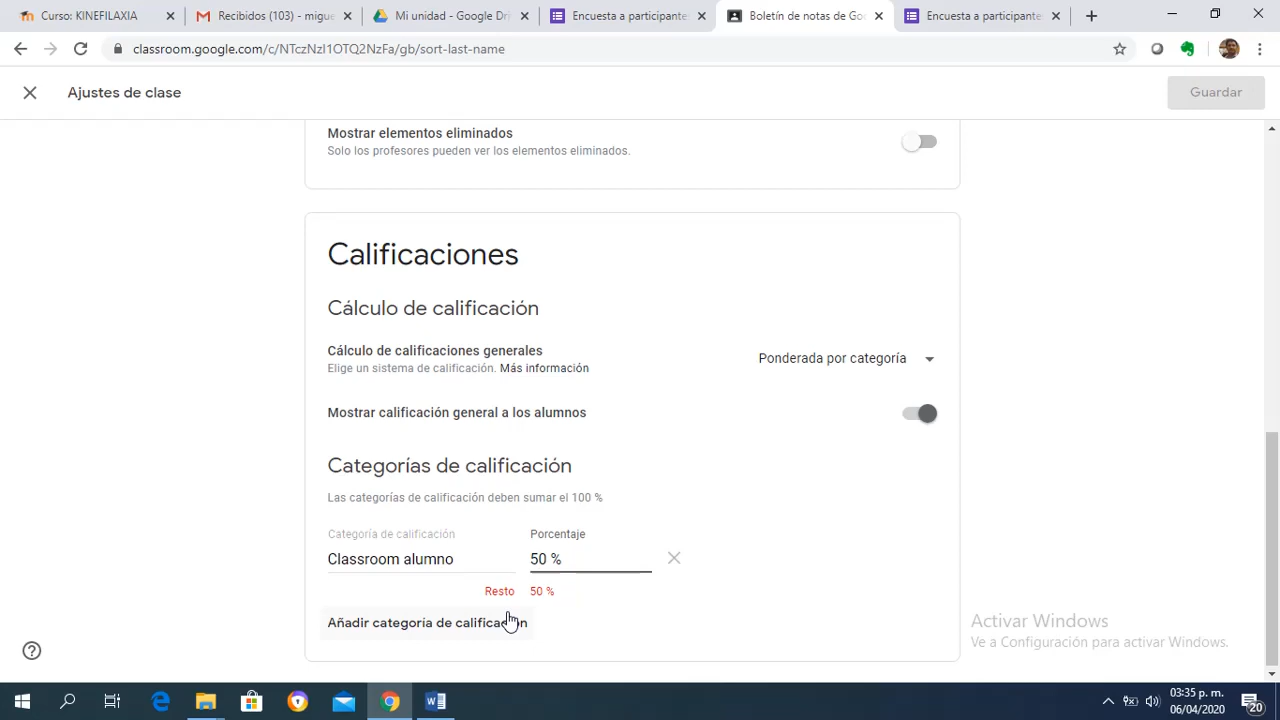 Curso: KINEFILAXIA
Recibidos (103) - migue
Mi unidad - Google Dri
Encuesta a participante
Boletín de notas de Go
Encuesta a participante
classroom.google.com/c/NTczNzI1OTQ2NzFa/gb/sort-last-name
Ajustes de clase
Guardar
Mostrar elementos eliminados
Solo los profesores pueden ver los elementos eliminados.
Calificaciones
Cálculo de calificación
Cálculo de calificaciones generales
Elige un sistema de calificación. Más información
Ponderada por categoría
Mostrar calificación general a los alumnos
Categorías de calificación
Las categorías de calificación deben sumar el 100 %
Categoría de calificación Porcentaje
Classroom alumno 50 %
Resto 50 %
Añadir categoría de calificación
Activar Windows
Ve a Configuración para activar Windows.
03:35 p. m.
06/04/2020
20